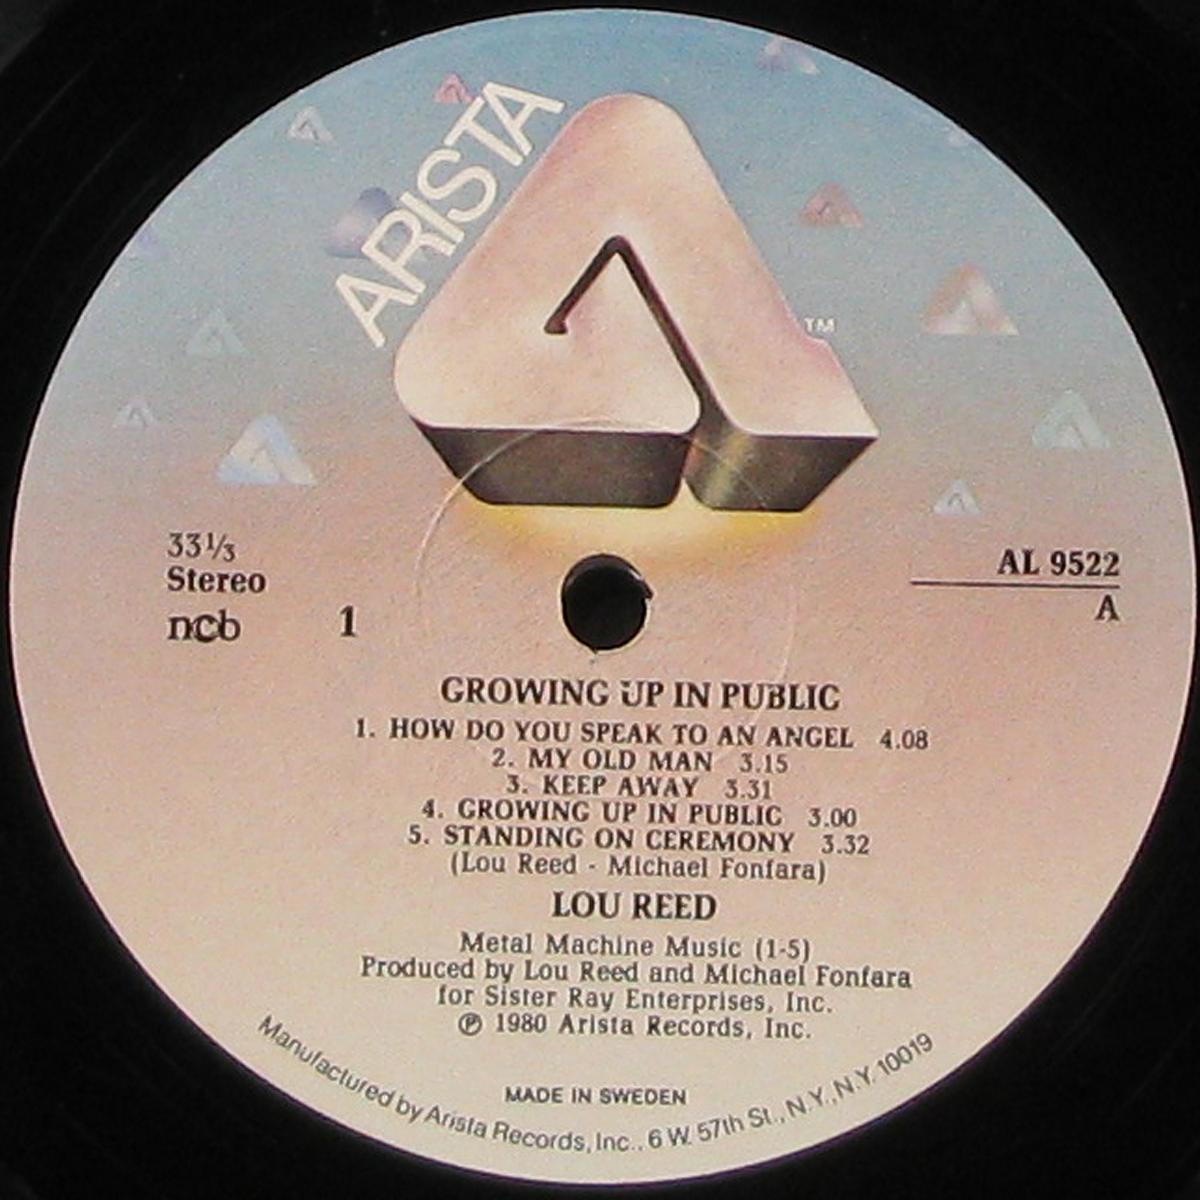 ARISTA
TM
33⅓
Stereo
ncb
1
AL 9522
A
GROWING UP IN PUBLIC
1. HOW DO YOU SPEAK TO AN ANGEL 4.08
2. MY OLD MAN 3.15
3. KEEP AWAY 3.31
4. GROWING UP IN PUBLIC 3.00
5. STANDING ON CEREMONY 3.32
(Lou Reed - Michael Fonfara)
LOU REED
Metal Machine Music (1-5)
Produced by Lou Reed and Michael Fonfara
for Sister Ray Enterprises, Inc.
℗ 1980 Arista Records, Inc.
MADE IN SWEDEN
Manufactured by Arista Records, Inc., 6 W. 57th St., N.Y., N.Y. 10019